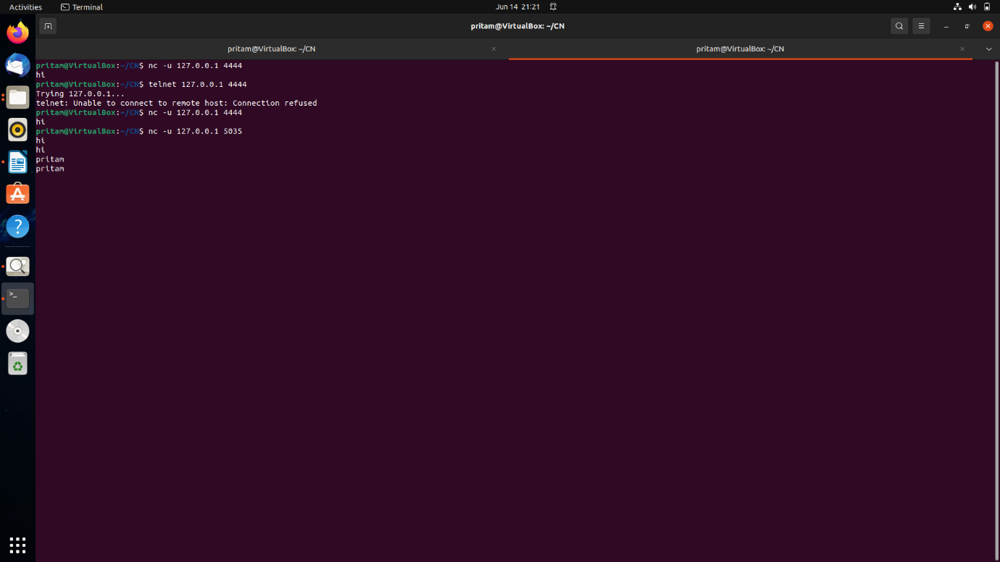 Activities
Terminal
Jun 14 21:21
pritam@VirtualBox: ~/CN
pritam@VirtualBox: ~/CN
pritam@VirtualBox: ~/CN
pritam@VirtualBox:~/CN$ nc -u 127.0.0.1 4444
hi
pritam@VirtualBox:~/CN$ telnet 127.0.0.1 4444
Trying 127.0.0.1...
telnet: Unable to connect to remote host: Connection refused
pritam@VirtualBox:~/CN$ nc -u 127.0.0.1 4444
hi
pritam@VirtualBox:~/CN$ nc -u 127.0.0.1 5035
hi
hi
pritam
pritam